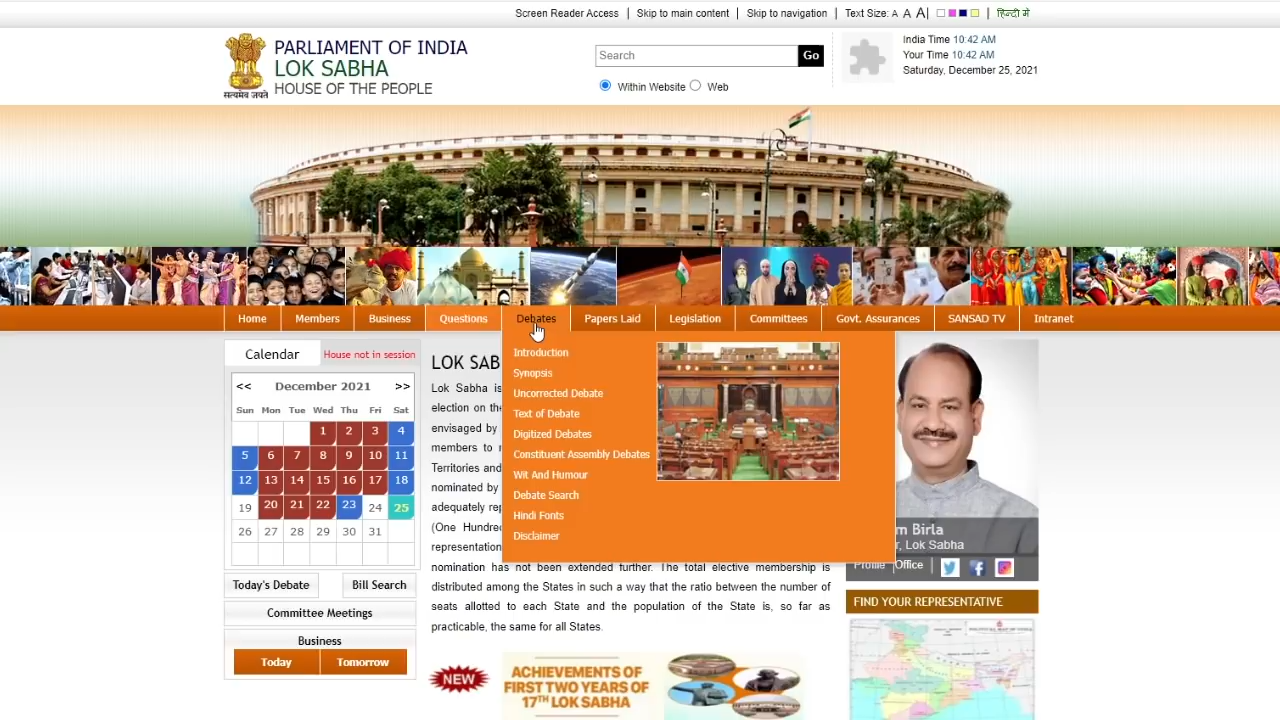 Screen Reader Access | Skip to main content | Skip to navigation | Text Size: A A A| | हिन्दी मे
PARLIAMENT OF INDIA
LOK SABHA
HOUSE OF THE PEOPLE
सत्यमेव जयते
Search
Go
Within Website Web
India Time 10:42 AM
Your Time 10:42 AM
Saturday, December 25, 2021
Home Members Business Questions Debates Papers Laid Legislation Committees Govt. Assurances SANSAD TV Intranet
Calendar House not in session
<< December 2021 >>
Sun Mon Tue Wed Thu Fri Sat
1 2 3 4
5 6 7 8 9 10 11
12 13 14 15 16 17 18
19 20 21 22 23 24 25
26 27 28 29 30 31
Today's Debate Bill Search
Committee Meetings
Business
Today Tomorrow
Introduction
Synopsis
Uncorrected Debate
Text of Debate
Digitized Debates
Constituent Assembly Debates
Wit And Humour
Debate Search
Hindi Fonts
Disclaimer
LOK SAB
Lok Sabha is
election on the
envisaged by
members to
Territories and
nominated by
adequately rep
(One Hundred
representation
nomination has not been extended further. The total elective membership is
distributed among the States in such a way that the ratio between the number of
seats allotted to each State and the population of the State is, so far as
practicable, the same for all States.
NEW
ACHIEVEMENTS OF
FIRST TWO YEARS OF
17TH LOK SABHA
m Birla
r, Lok Sabha
Profile |Office |
FIND YOUR REPRESENTATIVE